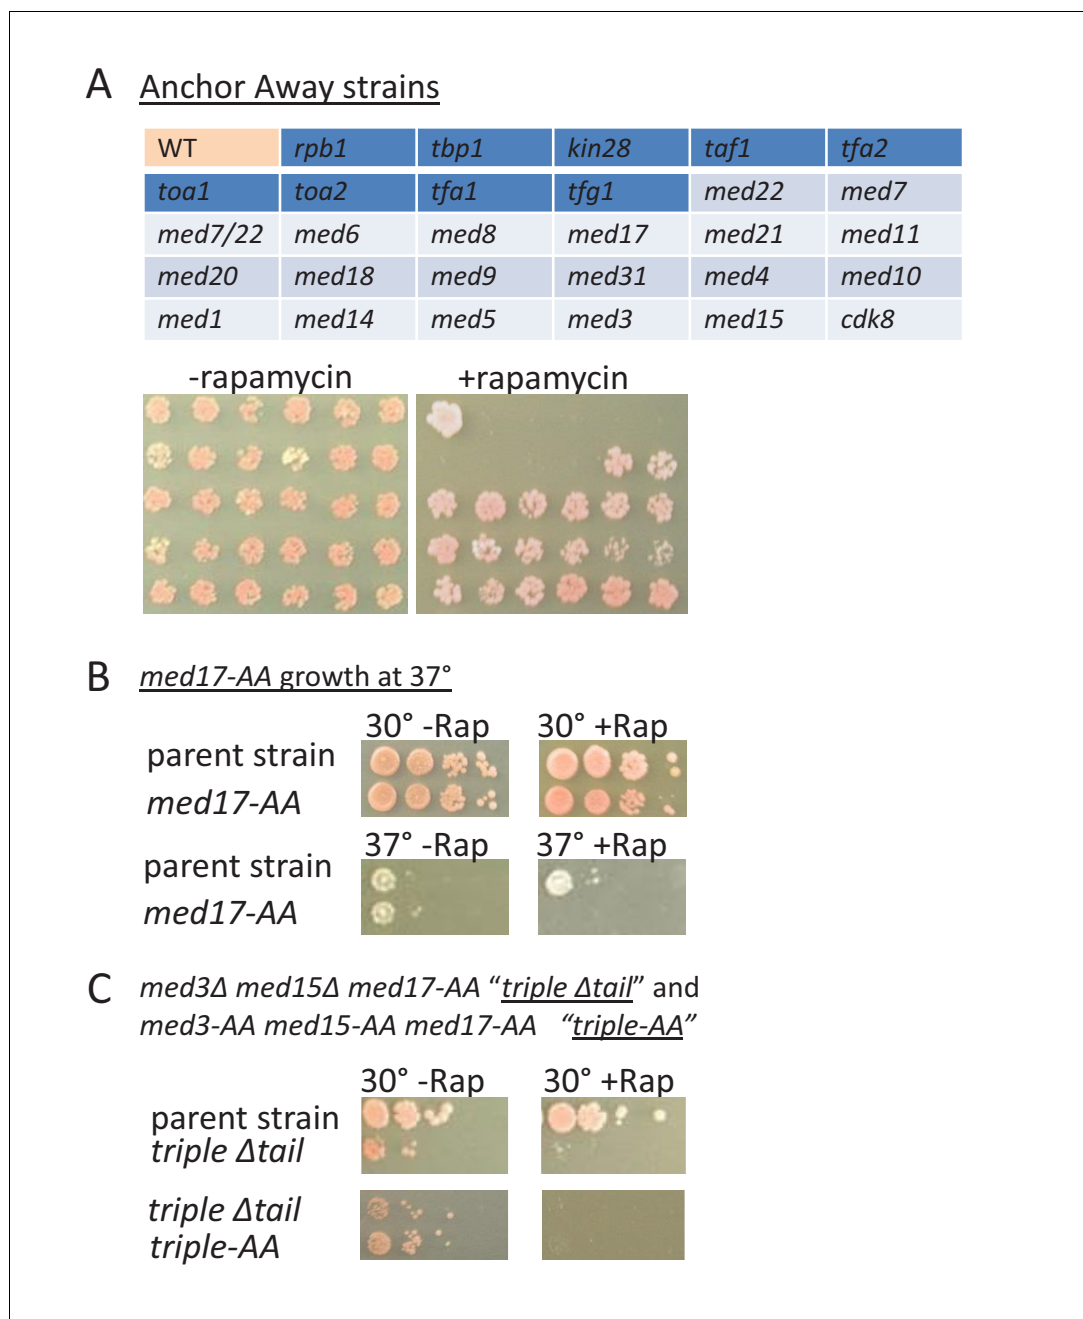 A Anchor Away strains
WT rpb1 tbp1 kin28 taf1 tfa2
toa1 toa2 tfa1 tfg1 med22 med7
med7/22 med6 med8 med17 med21 med11
med20 med18 med9 med31 med4 med10
med1 med14 med5 med3 med15 cdk8
-rapamycin +rapamycin
B med17-AA growth at 37°
30° -Rap 30° +Rap
parent strain
med17-AA
37° -Rap 37° +Rap
parent strain
med17-AA
C med3Δ med15Δ med17-AA “triple Δtail” and
med3-AA med15-AA med17-AA “triple-AA”
30° -Rap 30° +Rap
parent strain
triple Δtail
triple Δtail
triple-AA